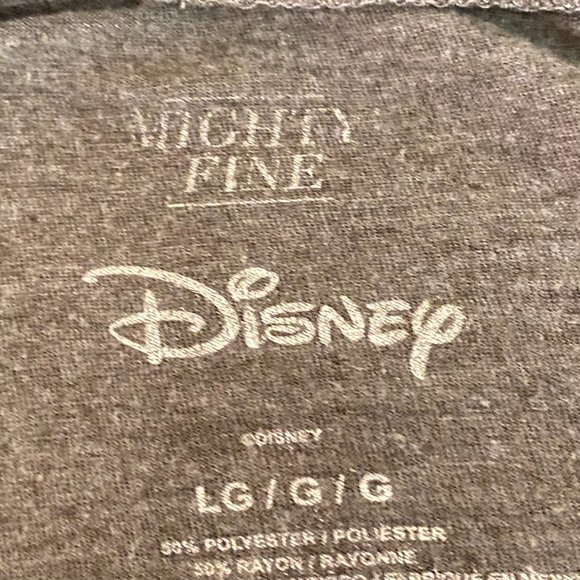 MIGHTY
FINE
Disney
©DISNEY
LG / G / G
50% POLYESTER / POLIESTER
50% RAYON / RAYONNE